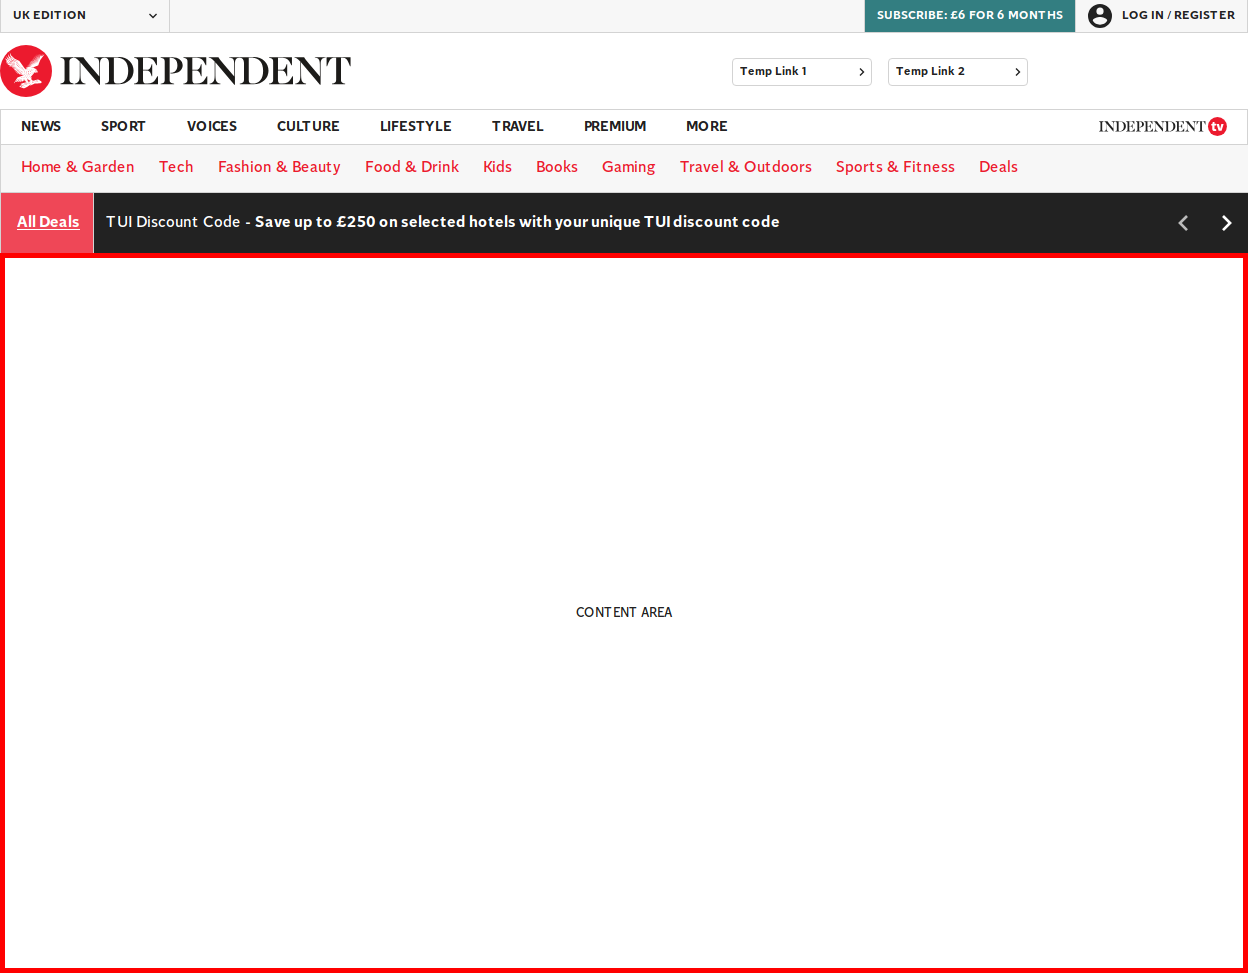 UK EDITION
SUBSCRIBE: £6 FOR 6 MONTHS
LOG IN / REGISTER
INDEPENDENT
Temp Link 1
Temp Link 2
NEWS SPORT VOICES CULTURE LIFESTYLE TRAVEL PREMIUM MORE
INDEPENDENT tv
Home & Garden Tech Fashion & Beauty Food & Drink Kids Books Gaming Travel & Outdoors Sports & Fitness Deals
All Deals
TUI Discount Code - Save up to £250 on selected hotels with your unique TUI discount code
CONTENT AREA